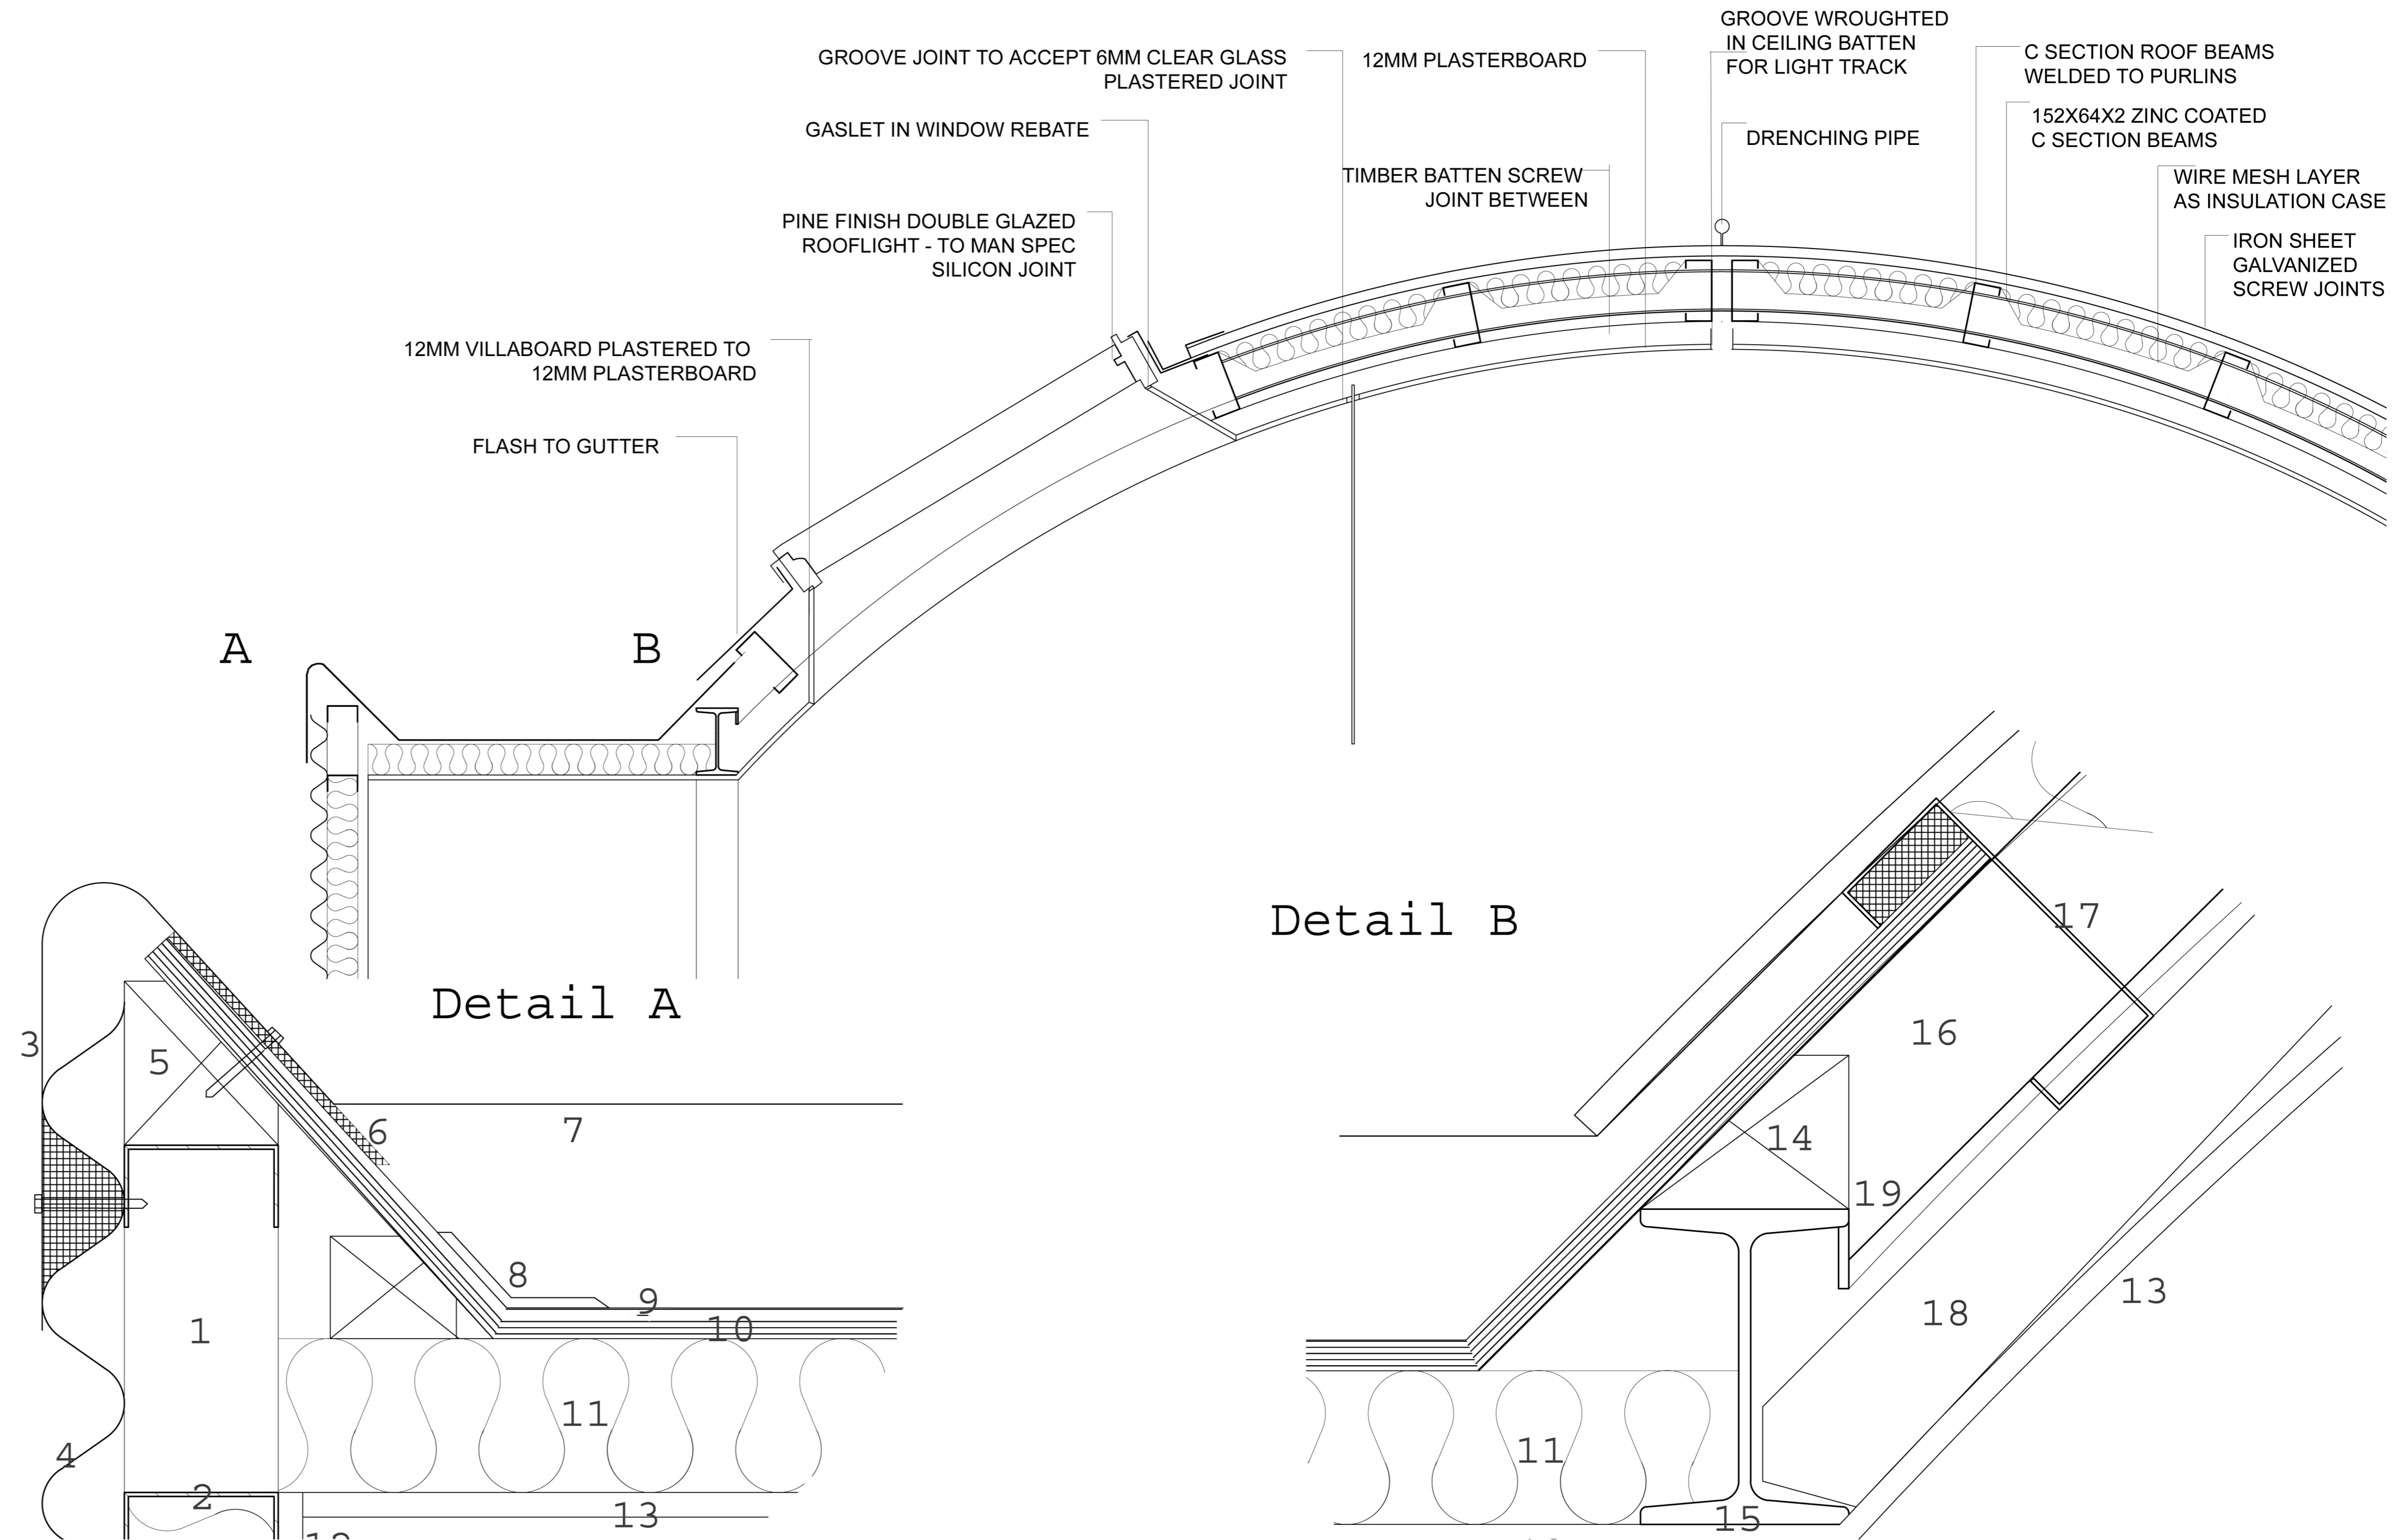 GROOVE WROUGHTED
IN CEILING BATTEN
FOR LIGHT TRACK
GROOVE JOINT TO ACCEPT 6MM CLEAR GLASS
PLASTERED JOINT
12MM PLASTERBOARD
C SECTION ROOF BEAMS
WELDED TO PURLINS
GASLET IN WINDOW REBATE
DRENCHING PIPE
152X64X2 ZINC COATED
C SECTION BEAMS
TIMBER BATTEN SCREW
JOINT BETWEEN
WIRE MESH LAYER
AS INSULATION CASE
PINE FINISH DOUBLE GLAZED
ROOFLIGHT - TO MAN SPEC
SILICON JOINT
IRON SHEET
GALVANIZED
SCREW JOINTS
12MM VILLABOARD PLASTERED TO
12MM PLASTERBOARD
FLASH TO GUTTER
A
B
Detail A
3
5
6
7
8
9
10
1
11
4
2
13
Detail B
17
16
14
19
13
18
11
15